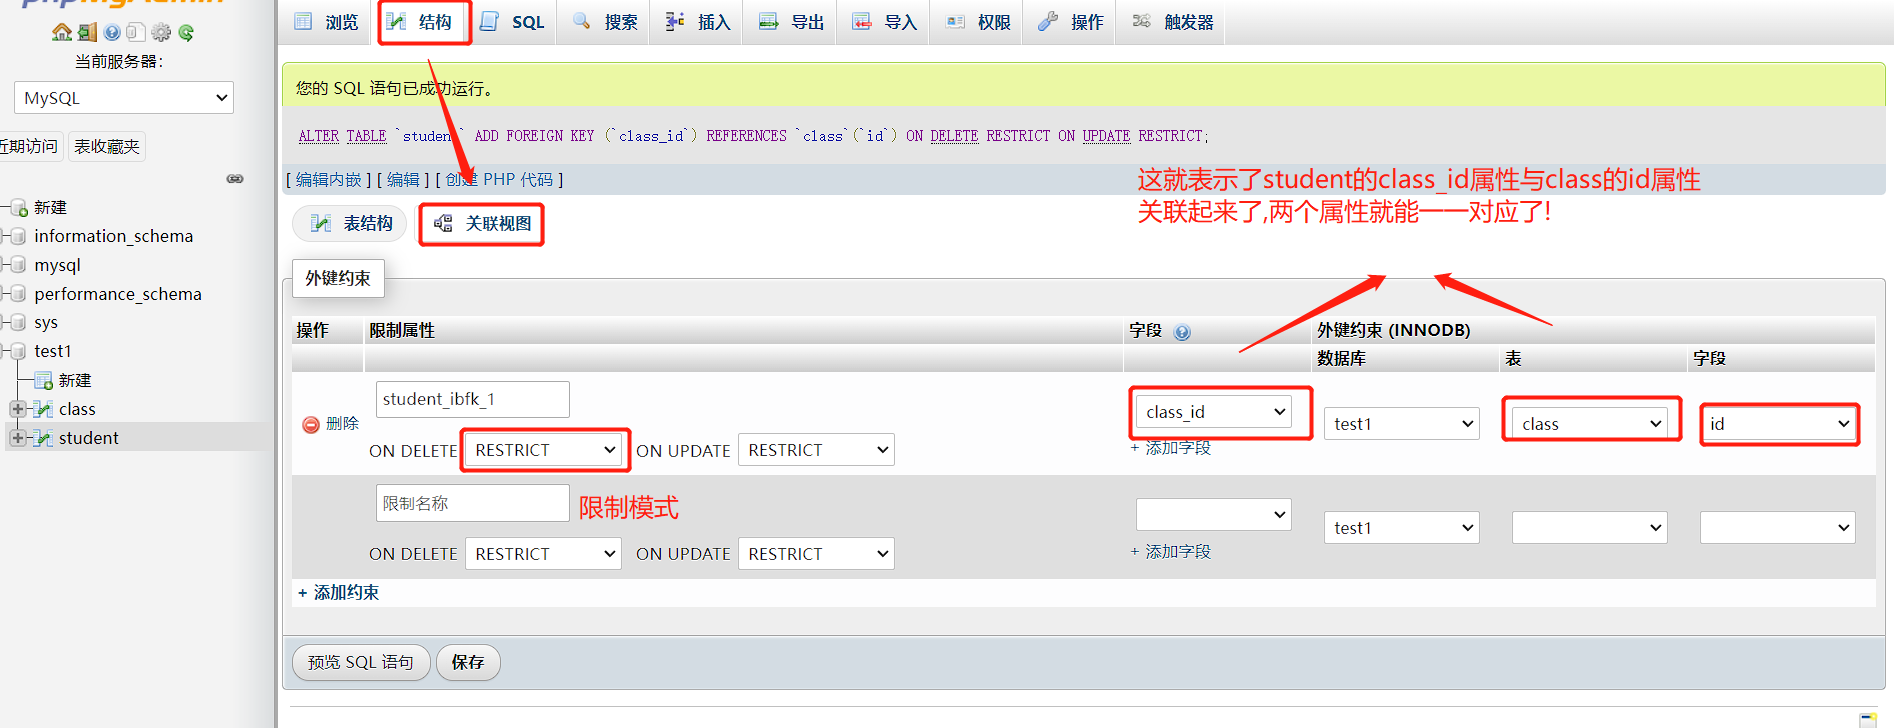 phpMyAdmin
当前服务器：
MySQL
近期访问 表收藏夹
新建
information_schema
mysql
performance_schema
sys
test1
新建
class
student
浏览 结构 SQL 搜索 插入 导出 导入 权限 操作 触发器
您的 SQL 语句已成功运行。
ALTER TABLE `student` ADD FOREIGN KEY (`class_id`) REFERENCES `class`(`id`) ON DELETE RESTRICT ON UPDATE RESTRICT;
[ 编辑内嵌 ] [ 编辑 ] [ 创建 PHP 代码 ]
这就表示了student的class_id属性与class的id属性
关联起来了,两个属性就能一一对应了!
表结构 关联视图
外键约束
操作 限制属性 字段 外键约束 (INNODB)
数据库 表 字段
student_ibfk_1
删除
class_id test1 class id
ON DELETE RESTRICT ON UPDATE RESTRICT
+ 添加字段
限制名称
限制模式
test1
ON DELETE RESTRICT ON UPDATE RESTRICT
+ 添加字段
+ 添加约束
预览 SQL 语句 保存